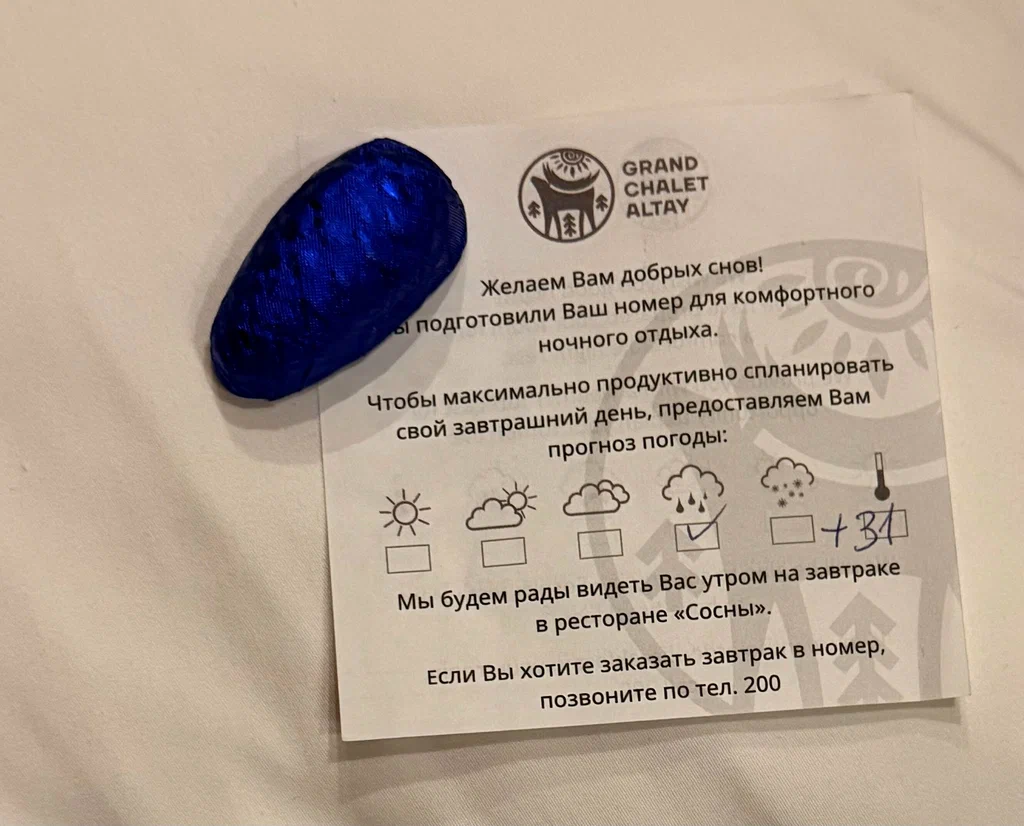 GRAND
CHALET
ALTAY
Желаем Вам добрых снов!
подготовили Ваш номер для комфортного
ночного отдыха.
Чтобы максимально продуктивно спланировать
свой завтрашний день, предоставляем Вам
прогноз погоды:
+31
Мы будем рады видеть Вас утром на завтраке
в ресторане «Сосны».
Если Вы хотите заказать завтрак в номер,
позвоните по тел. 200